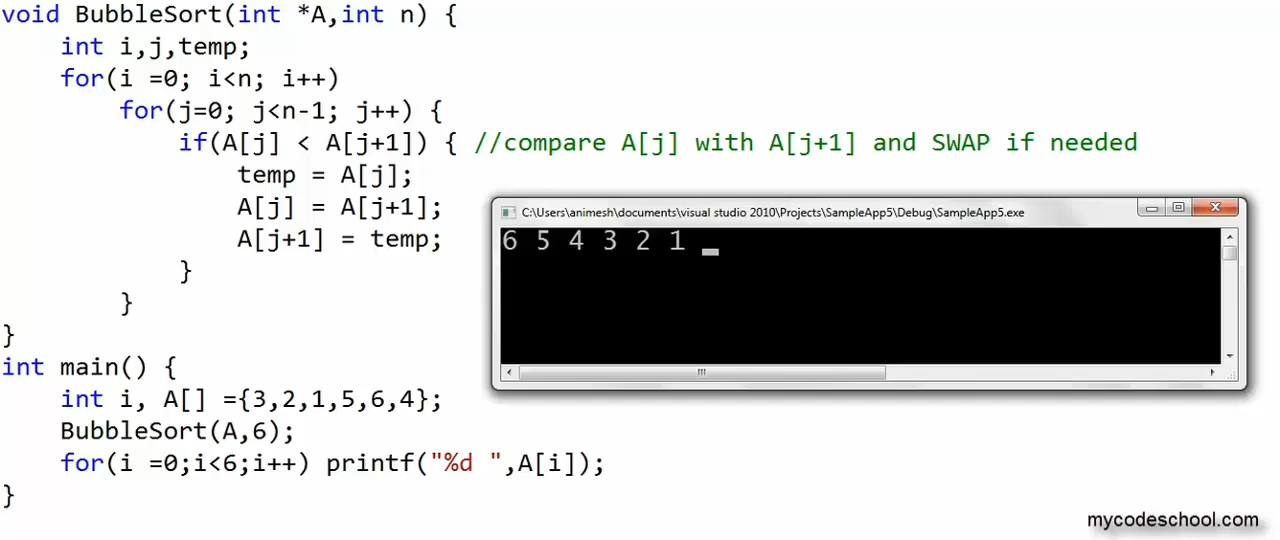 void BubbleSort(int *A,int n) {
int i,j,temp;
for(i =0; i<n; i++)
for(j=0; j<n-1; j++) {
if(A[j] < A[j+1]) { //compare A[j] with A[j+1] and SWAP if needed
temp = A[j];
A[j] = A[j+1];
A[j+1] = temp;
}
}
}
C:\Users\animesh\documents\visual studio 2010\Projects\SampleApp5\Debug\SampleApp5.exe
6 5 4 3 2 1
int main() {
int i, A[] ={3,2,1,5,6,4};
BubbleSort(A,6);
for(i =0;i<6;i++) printf("%d ",A[i]);
}
mycodeschool.com